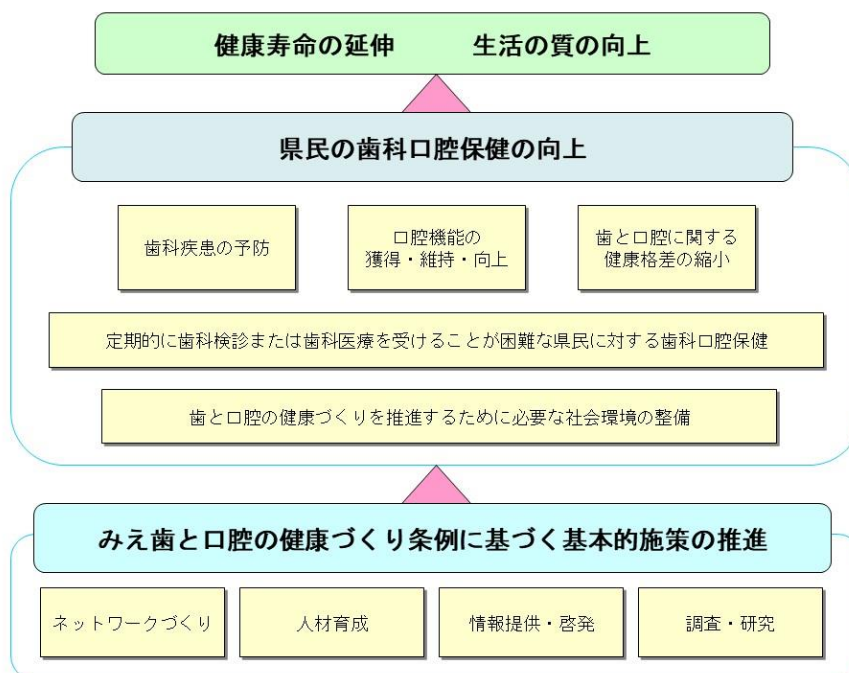 健康寿命の延伸　　生活の質の向上
県民の歯科口腔保健の向上
歯科疾患の予防
口腔機能の
獲得・維持・向上
歯と口腔に関する
健康格差の縮小
定期的に歯科検診または歯科医療を受けることが困難な県民に対する歯科口腔保健
歯と口腔の健康づくりを推進するために必要な社会環境の整備
みえ歯と口腔の健康づくり条例に基づく基本的施策の推進
ネットワークづくり
人材育成
情報提供・啓発
調査・研究